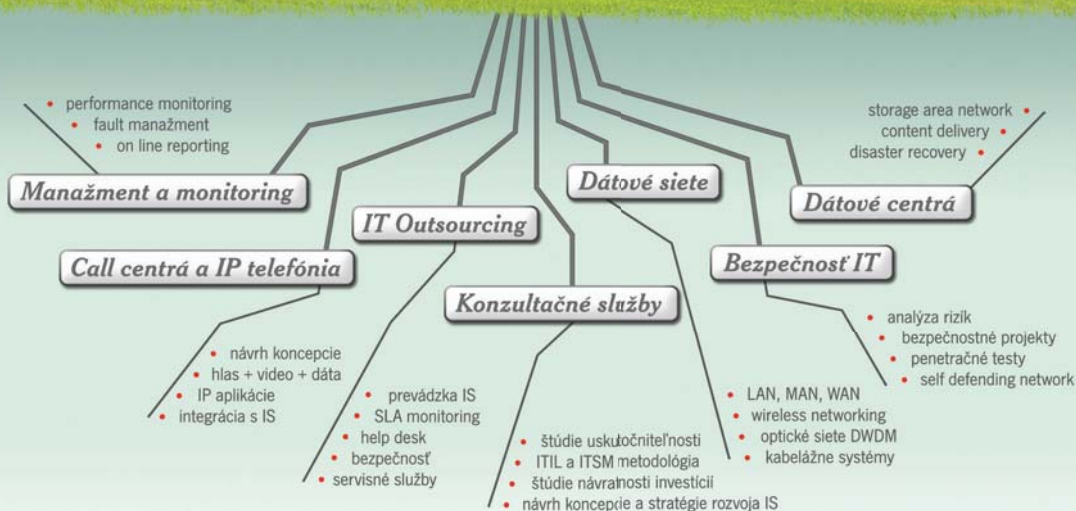 performance monitoring
fault manažment
on line reporting
Manažment a monitoring
Call centrá a IP telefónia
návrh koncepcie
hlas + video + dáta
IP aplikácie
integrácia s IS
IT Outsourcing
prevádzka IS
SLA monitoring
help desk
bezpečnosť
servisné služby
Konzultačné služby
štúdie uskutočniteľnosti
ITIL a ITSM metodológia
štúdie návratnosti investícií
návrh koncepcie a stratégie rozvoja IS
Dátové siete
LAN, MAN, WAN
wireless networking
optické siete DWDM
kabelážne systémy
Bezpečnosť IT
analýza rizík
bezpečnostné projekty
penetračné testy
self defending network
storage area network
content delivery
disaster recovery
Dátové centrá